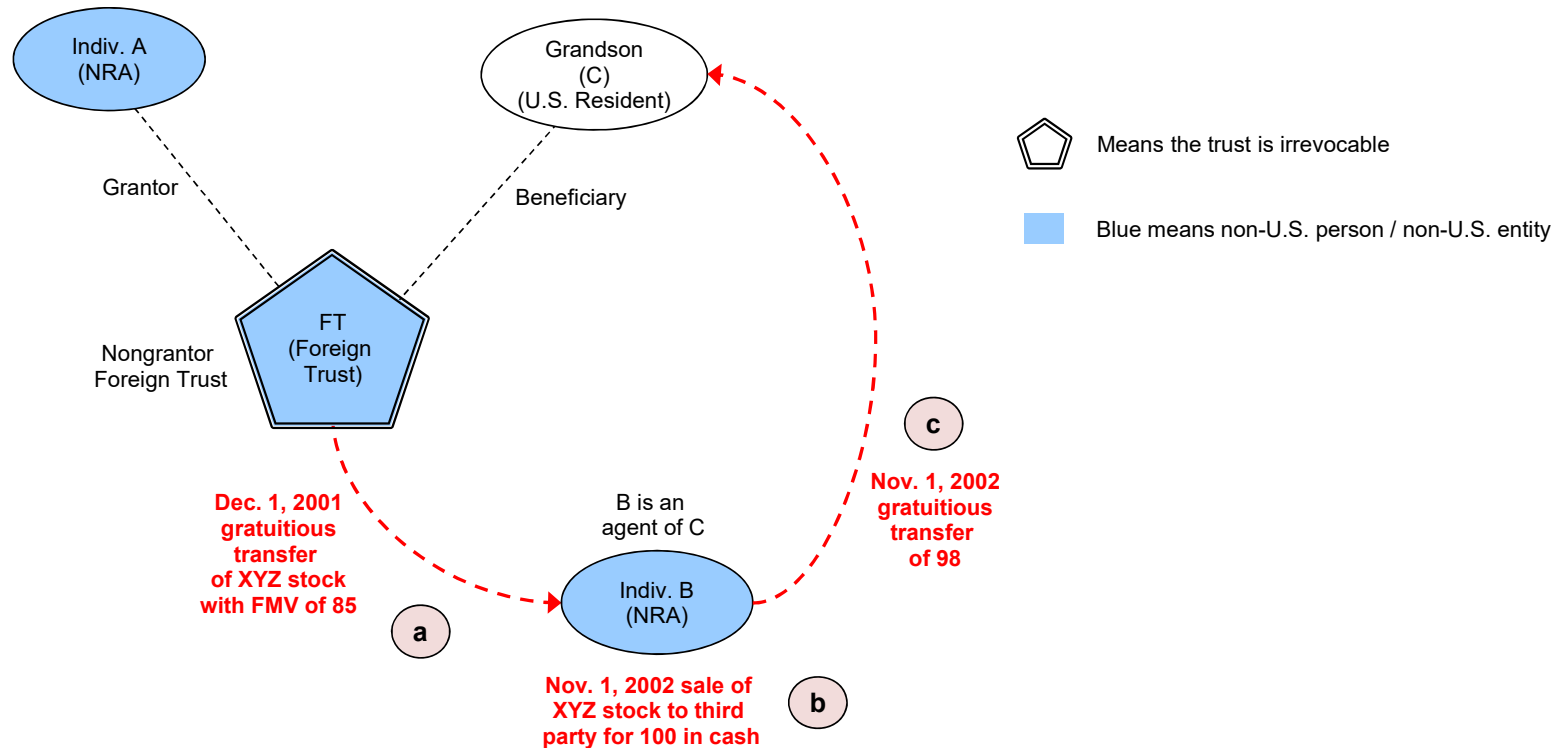 Indiv. A
(NRA)
Grandson
(C)
(U.S. Resident)
Means the trust is irrevocable
Grantor
Beneficiary
Blue means non-U.S. person / non-U.S. entity
FT
(Foreign
Trust)
Nongrantor
Foreign Trust
c
Nov. 1, 2002
gratuitious
transfer
of 98
Dec. 1, 2001
gratuitious
transfer
of XYZ stock
with FMV of 85
a
B is an
agent of C
Indiv. B
(NRA)
Nov. 1, 2002 sale of
XYZ stock to third
party for 100 in cash
b